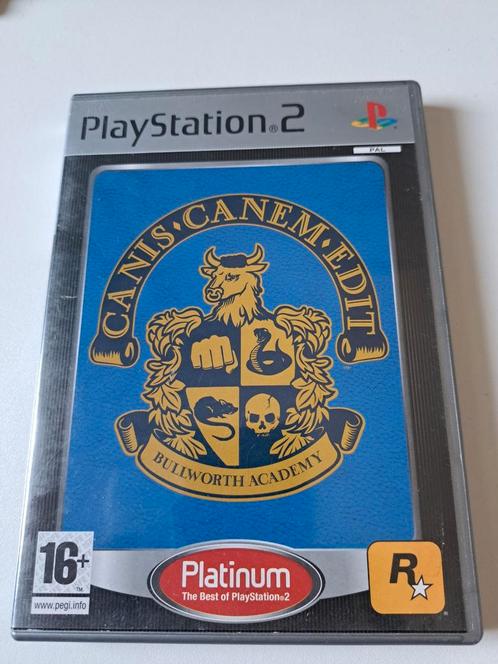 PlayStation®2
PAL
CANIS·CANEM·EDIT
BULLWORTH ACADEMY
16+
www.pegi.info
Platinum
The Best of PlayStation®2
R